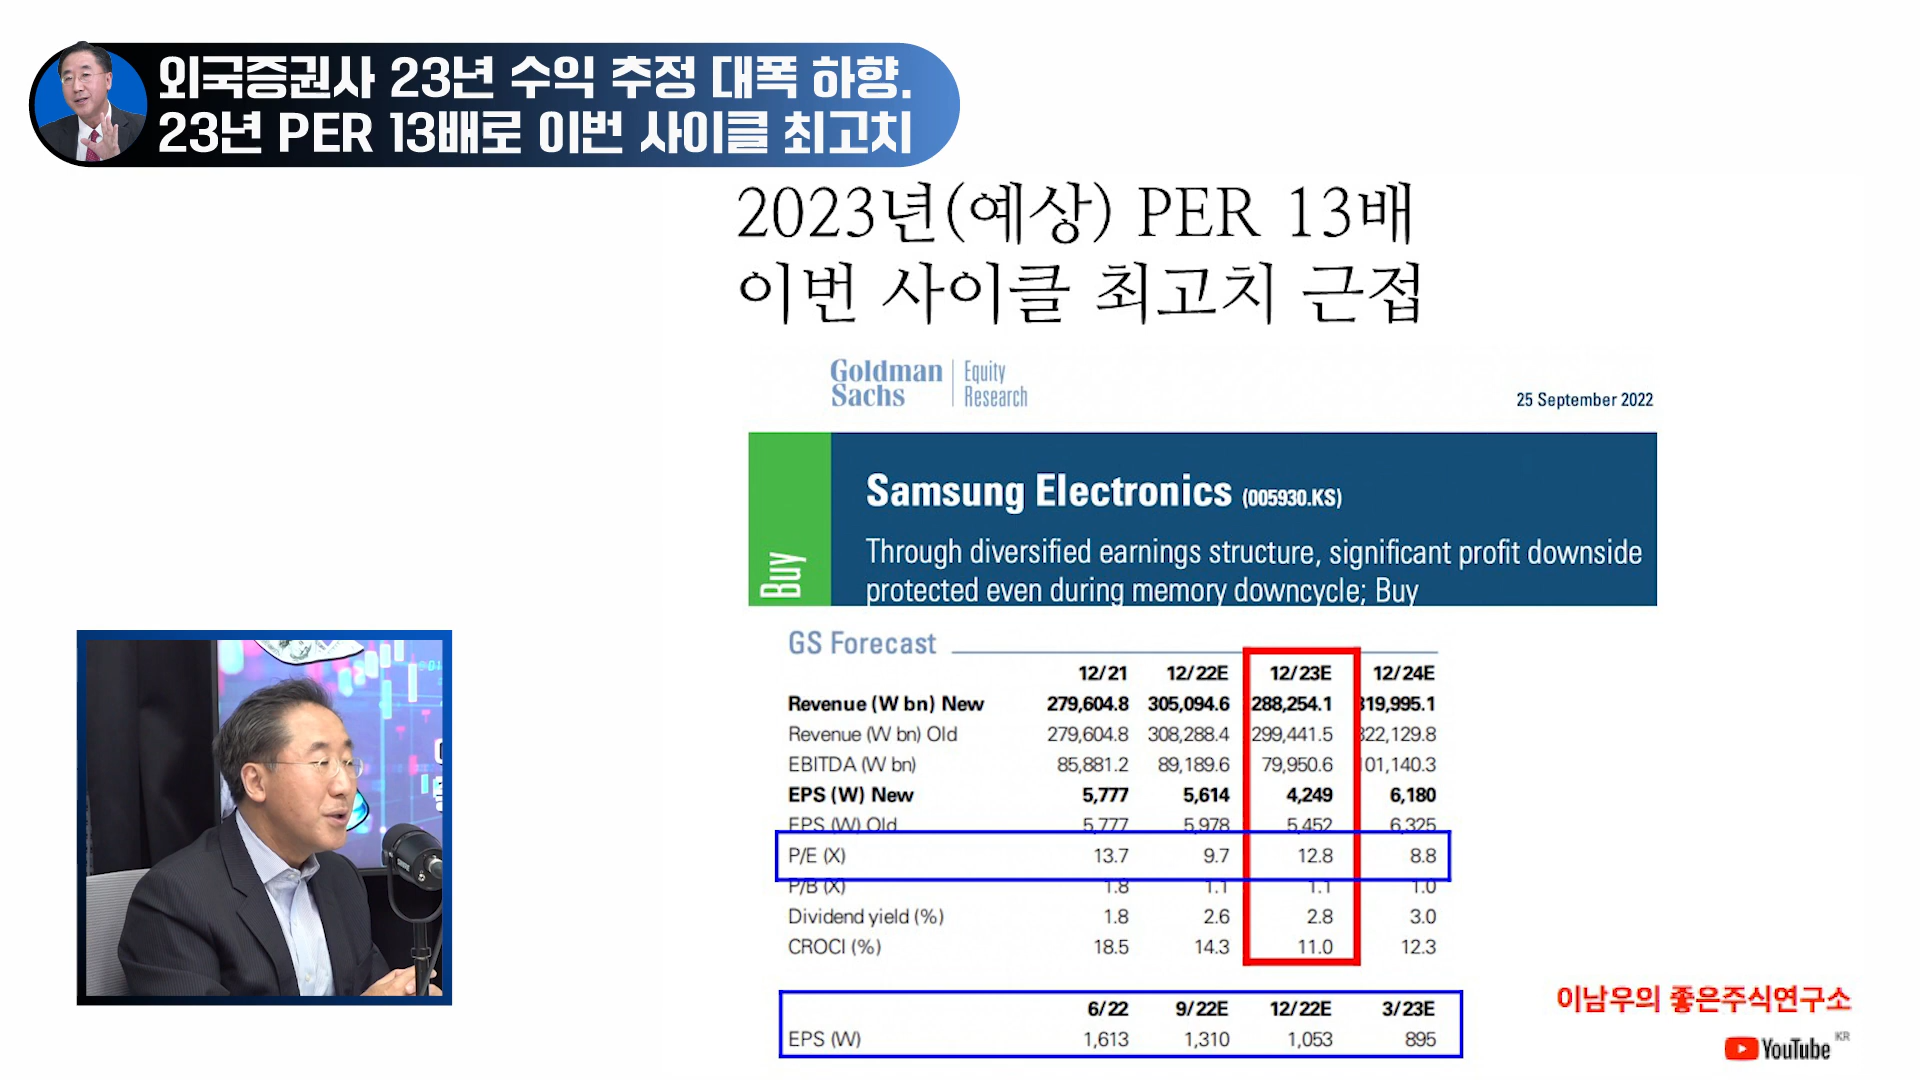 외국증권사 23년 수익 추정 대폭 하향.
23년 PER 13배로 이번 사이클 최고치
2023년(예상) PER 13배
이번 사이클 최고치 근접
Goldman Sachs | Equity Research
25 September 2022
Buy
Samsung Electronics (005930.KS)
Through diversified earnings structure, significant profit downside
protected even during memory downcycle; Buy
GS Forecast
12/21 12/22E 12/23E 12/24E
Revenue (W bn) New 279,604.8 305,094.6 288,254.1 319,995.1
Revenue (W bn) Old 279,604.8 308,288.4 299,441.5 322,129.8
EBITDA (W bn) 85,881.2 89,189.6 79,950.6 101,140.3
EPS (W) New 5,777 5,614 4,249 6,180
EPS (W) Old 5,777 5,978 5,452 6,325
P/E (X) 13.7 9.7 12.8 8.8
P/B (X) 1.8 1.1 1.1 1.0
Dividend yield (%) 1.8 2.6 2.8 3.0
CROCI (%) 18.5 14.3 11.0 12.3
6/22 9/22E 12/22E 3/23E
EPS (W) 1,613 1,310 1,053 895
이남우의 좋은주식연구소
YouTube KR